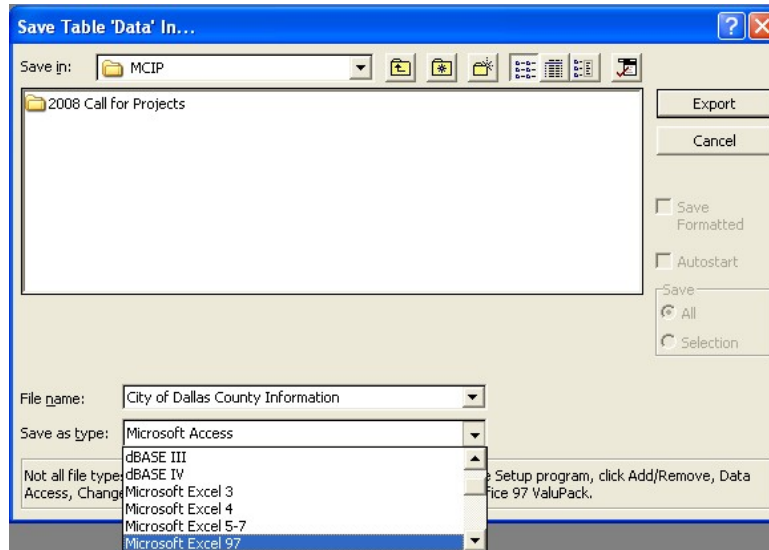 Save Table 'Data' In...
Save in: MCIP
2008 Call for Projects
Export
Cancel
Save
Formatted
Autostart
Save
All
Selection
File name: City of Dallas County Information
Save as type: Microsoft Access
dBASE III
dBASE IV
Microsoft Excel 3
Microsoft Excel 4
Microsoft Excel 5-7
Microsoft Excel 97
Not all file types e Setup program, click Add/Remove, Data
Access, Change fice 97 ValuPack.